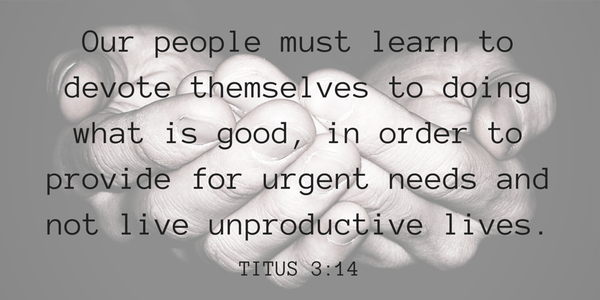 Our people must learn to
devote themselves to doing
what is good, in order to
provide for urgent needs and
not live unproductive lives.
TITUS 3:14